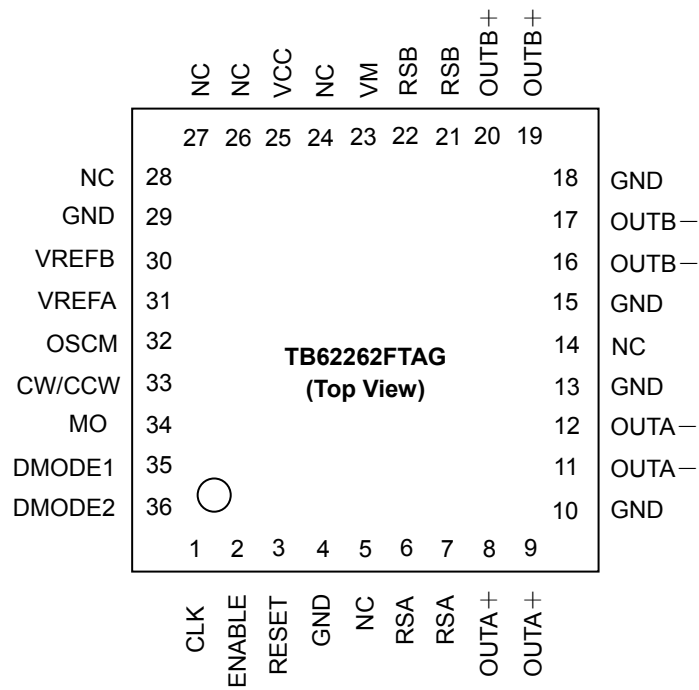 NC NC VCC NC VM RSB RSB OUTB+ OUTB+
27 26 25 24 23 22 21 20 19
NC 28 18 GND
GND 29 17 OUTB−
VREFB 30 16 OUTB−
VREFA 31 15 GND
OSCM 32 14 NC
TB62262FTAG
(Top View)
CW/CCW 33 13 GND
MO 34 12 OUTA−
DMODE1 35 11 OUTA−
DMODE2 36 10 GND
1 2 3 4 5 6 7 8 9
CLK ENABLE RESET GND NC RSA RSA OUTA+ OUTA+